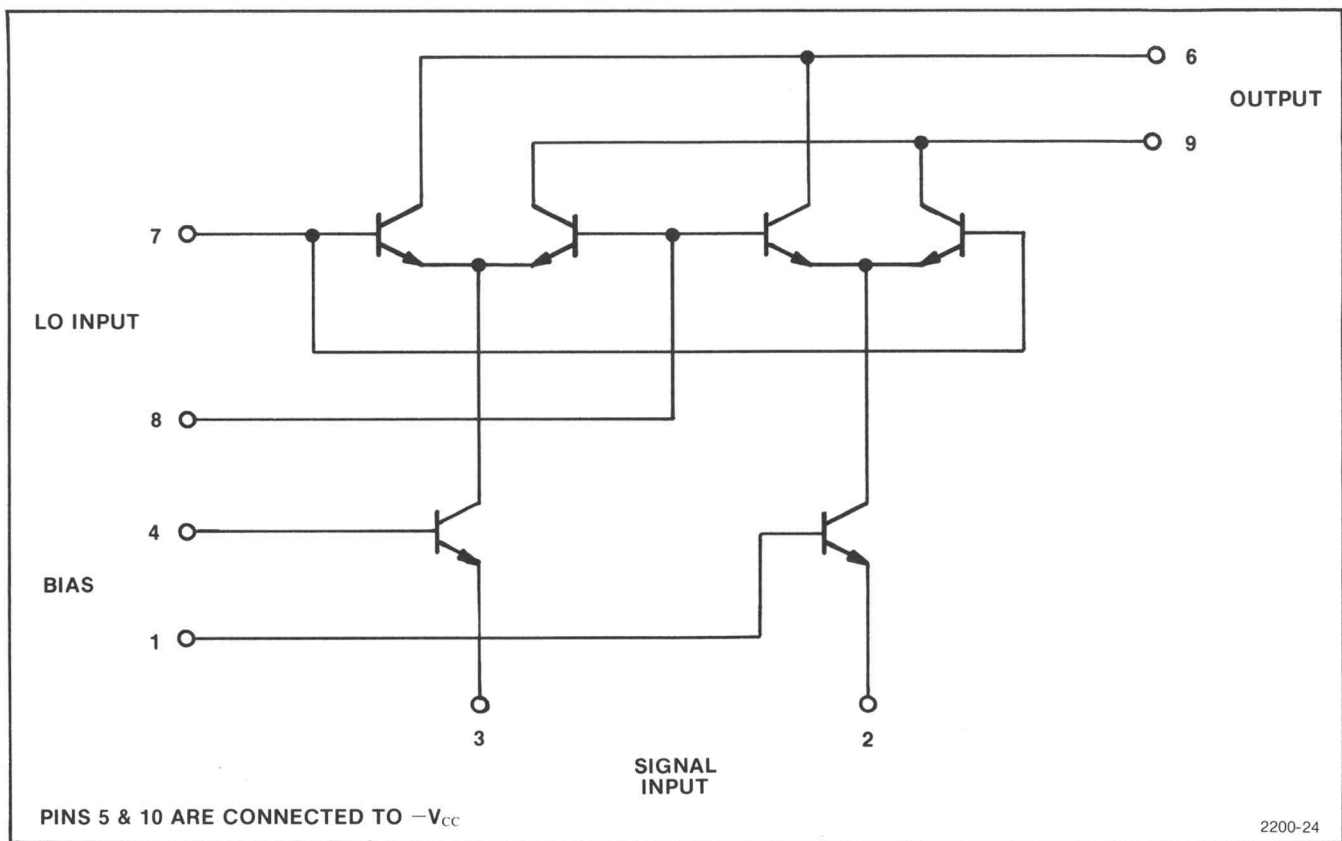 6
OUTPUT
9
7
LO INPUT
8
4
BIAS
1
3
2
SIGNAL
INPUT
PINS 5 & 10 ARE CONNECTED TO −VCC
2200-24